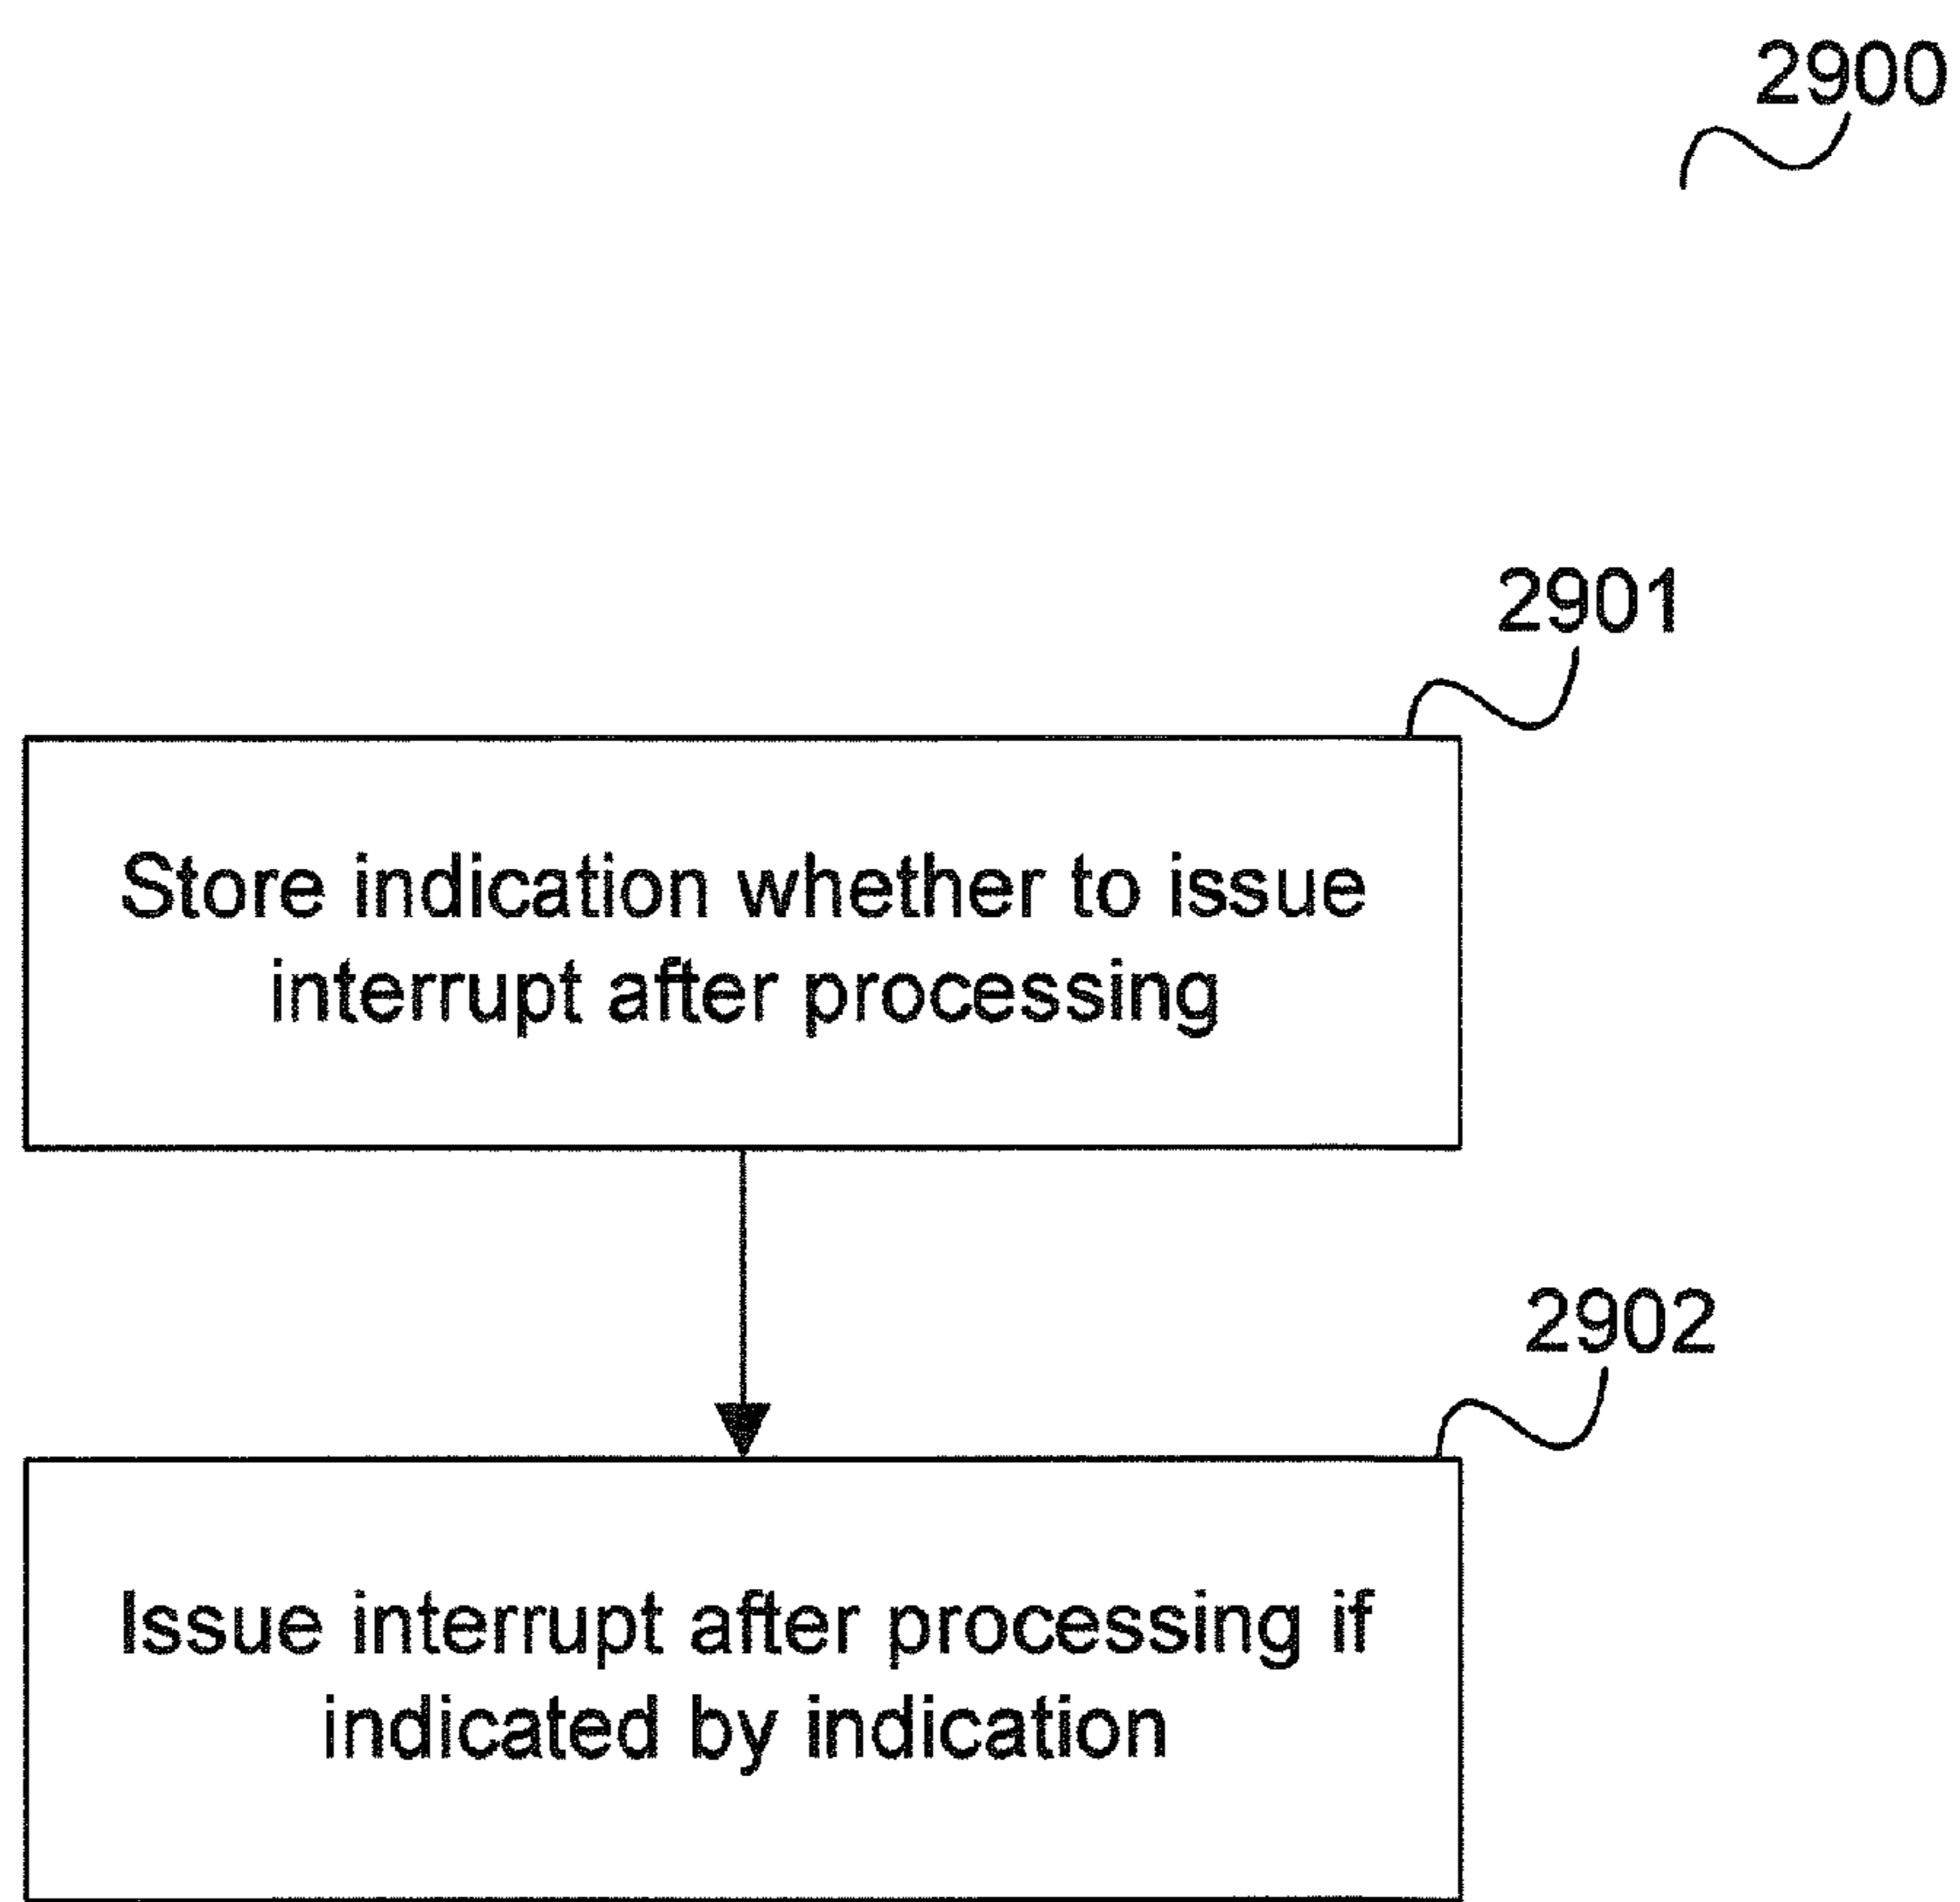 2900
2901
Store indication whether to issue
interrupt after processing
2902
Issue interrupt after processing if
indicated by indication